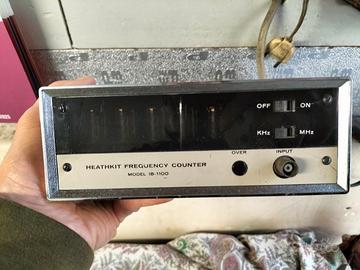 OFF ON
KHz MHz
OVER INPUT
HEATHKIT FREQUENCY COUNTER
MODEL IB-1100